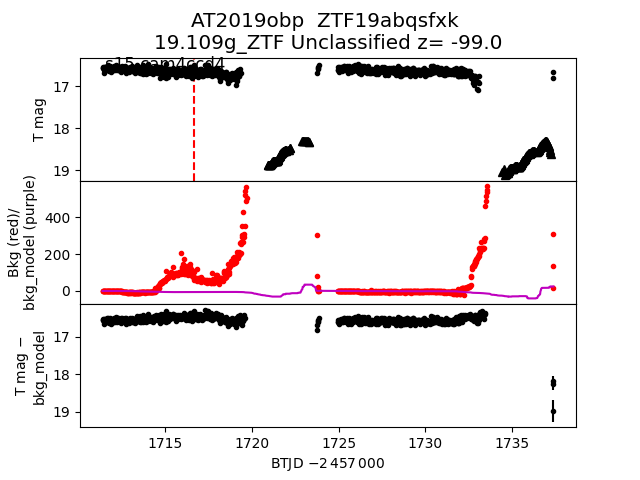 AT2019obp  ZTF19abqsfxk
19.109g_ZTF Unclassified z= -99.0
s15 cam4ccd4
17
18
19
T mag
400
200
0
Bkg (red)/
bkg_model (purple)
17
18
19
T mag −
bkg_model
1715
1720
1725
1730
1735
BTJD −2 457 000